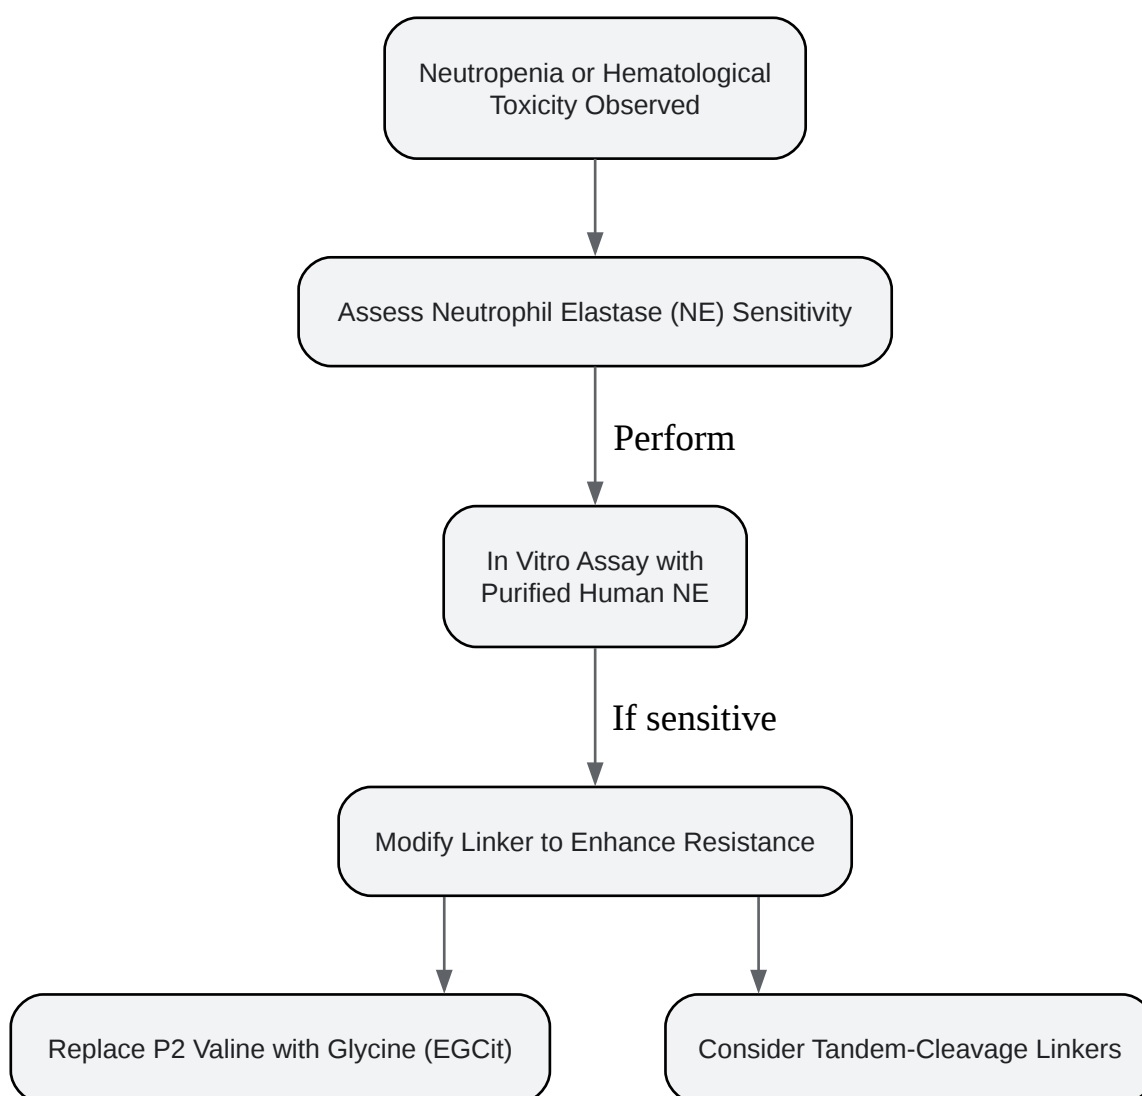 Neutropenia or Hematological
Toxicity Observed
Assess Neutrophil Elastase (NE) Sensitivity
Perform
In Vitro Assay with
Purified Human NE
If sensitive
Modify Linker to Enhance Resistance
Replace P2 Valine with Glycine (EGCit)
Consider Tandem-Cleavage Linkers